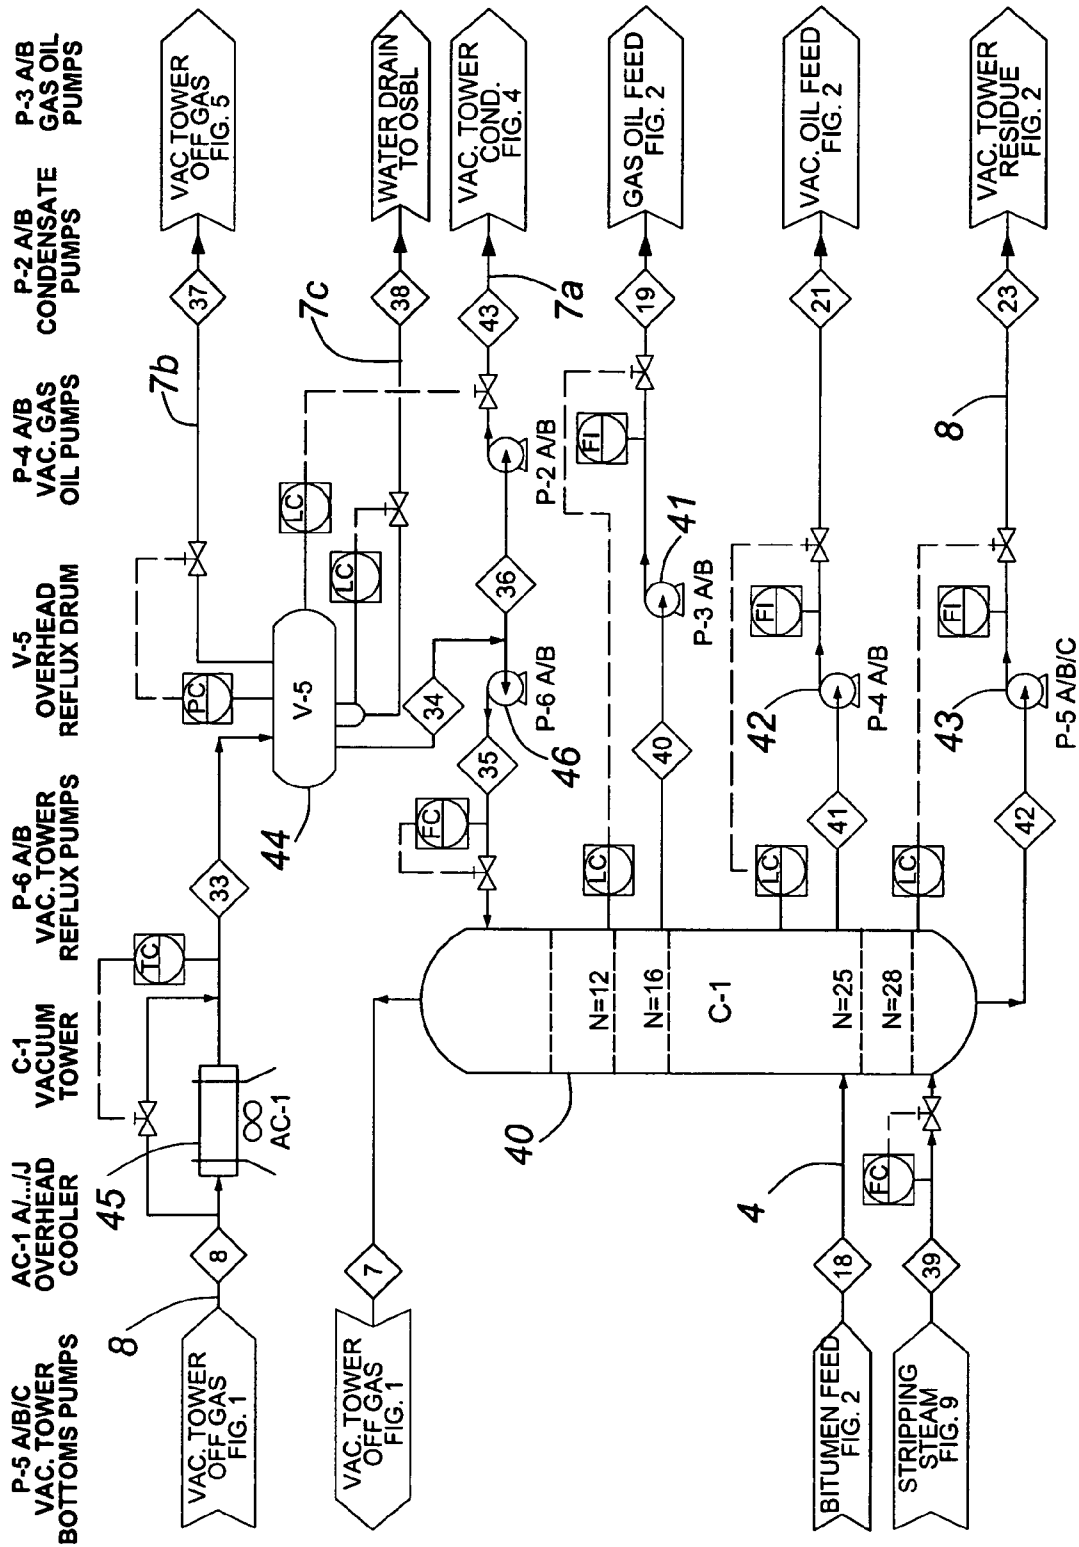 P-5 A/B/C
VAC. TOWER
BOTTOMS PUMPS
AC-1 A/.../J
OVERHEAD
COOLER
C-1
VACUUM
TOWER
P-6 A/B
VAC. TOWER
REFLUX PUMPS
V-5
OVERHEAD
REFLUX DRUM
P-4 A/B
VAC. GAS
OIL PUMPS
P-2 A/B
CONDENSATE
PUMPS
P-3 A/B
GAS OIL
PUMPS
VAC. TOWER
OFF GAS
FIG. 1
8
8
45
AC-1
TC
33
44
V-5
PC
7b
37
VAC. TOWER
OFF GAS
FIG. 5
LC
LC
7c
38
WATER DRAIN
TO OSBL
34
36
P-2 A/B
43
7a
VAC. TOWER
COND.
FIG. 4
FC
35
P-6 A/B
46
VAC. TOWER
OFF GAS
FIG. 1
7
40
C-1
N=12
N=16
N=25
N=28
LC
40
P-3 A/B
41
FI
19
GAS OIL FEED
FIG. 2
LC
41
42
P-4 A/B
FI
21
VAC. OIL FEED
FIG. 2
BITUMEN FEED
FIG. 2
18
4
STRIPPING
STEAM
FIG. 9
39
FC
LC
42
43
P-5 A/B/C
FI
8
23
VAC. TOWER
RESIDUE
FIG. 2